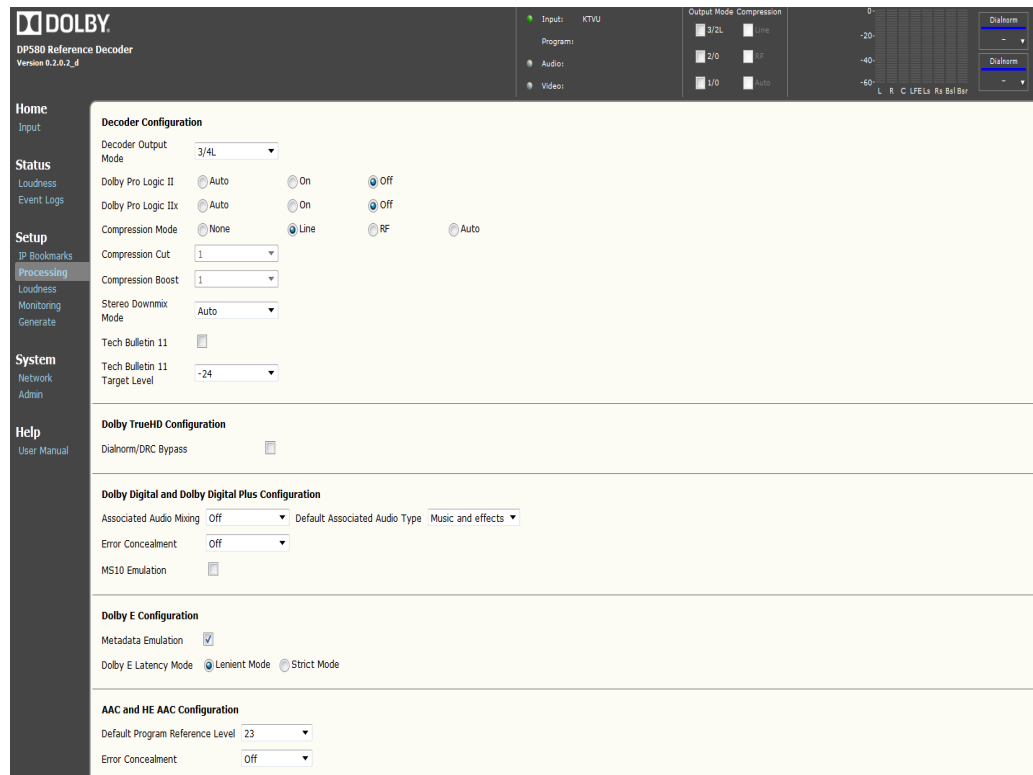 DOLBY.
DP580 Reference Decoder
Version 0.2.0.2_d
Input: KTVU
Program:
Audio:
Video:
Output Mode Compression
3/2L Line
2/0 RF
1/0 Auto
0-
-20-
-40-
-60-
L R C LFE Ls Rs Bsl Bsr
Dialnorm
-
Dialnorm
-
Home
Input
Status
Loudness
Event Logs
Setup
IP Bookmarks
Processing
Loudness
Monitoring
Generate
System
Network
Admin
Help
User Manual
Decoder Configuration
Decoder Output
Mode
3/4L
Dolby Pro Logic II Auto On Off
Dolby Pro Logic IIx Auto On Off
Compression Mode None Line RF Auto
Compression Cut 1
Compression Boost 1
Stereo Downmix
Mode
Auto
Tech Bulletin 11
Tech Bulletin 11
Target Level
-24
Dolby TrueHD Configuration
Dialnorm/DRC Bypass
Dolby Digital and Dolby Digital Plus Configuration
Associated Audio Mixing Off Default Associated Audio Type Music and effects
Error Concealment Off
MS10 Emulation
Dolby E Configuration
Metadata Emulation
Dolby E Latency Mode Lenient Mode Strict Mode
AAC and HE AAC Configuration
Default Program Reference Level 23
Error Concealment Off